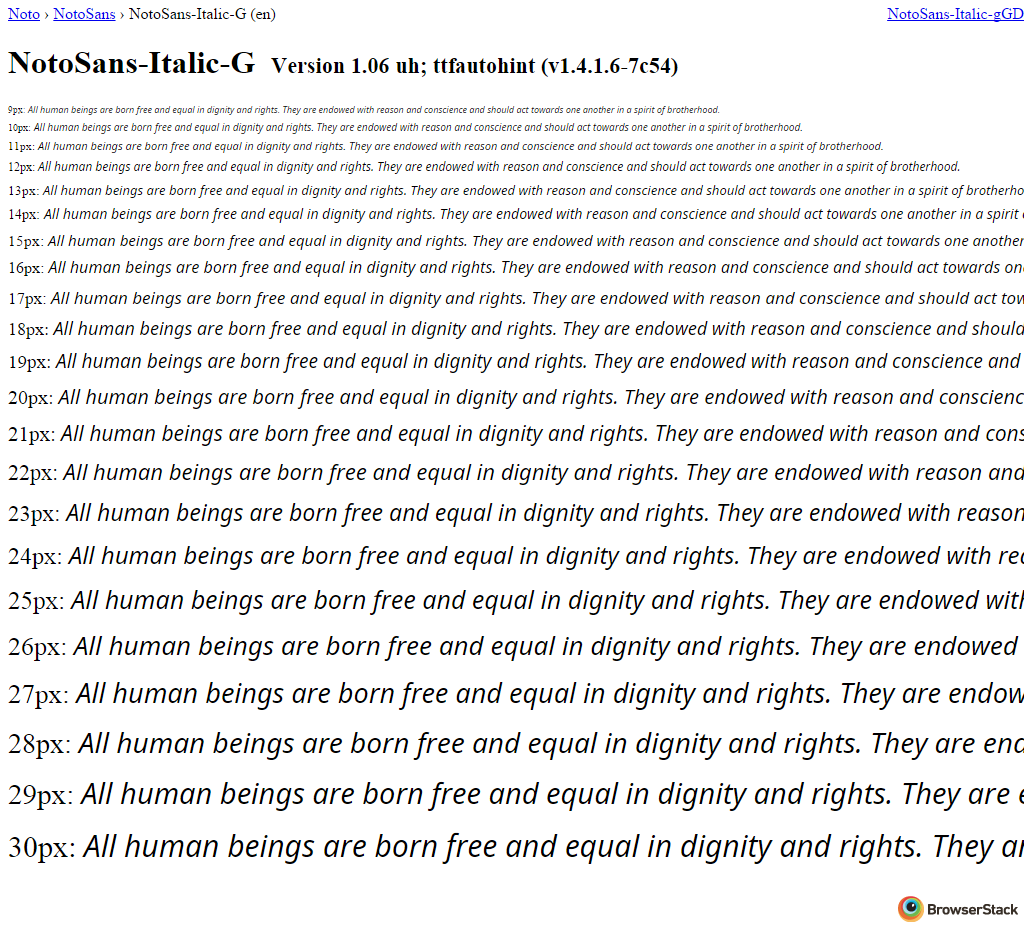 Noto › NotoSans › NotoSans-Italic-G (en) NotoSans-Italic-gGD
NotoSans-Italic-G Version 1.06 uh; ttfautohint (v1.4.1.6-7c54)
9px: All human beings are born free and equal in dignity and rights. They are endowed with reason and conscience and should act towards one another in a spirit of brotherhood.
10px: All human beings are born free and equal in dignity and rights. They are endowed with reason and conscience and should act towards one another in a spirit of brotherhood.
11px: All human beings are born free and equal in dignity and rights. They are endowed with reason and conscience and should act towards one another in a spirit of brotherhood.
12px: All human beings are born free and equal in dignity and rights. They are endowed with reason and conscience and should act towards one another in a spirit of brotherhood.
13px: All human beings are born free and equal in dignity and rights. They are endowed with reason and conscience and should act towards one another in a spirit of brotherho
14px: All human beings are born free and equal in dignity and rights. They are endowed with reason and conscience and should act towards one another in a spirit
15px: All human beings are born free and equal in dignity and rights. They are endowed with reason and conscience and should act towards one another
16px: All human beings are born free and equal in dignity and rights. They are endowed with reason and conscience and should act towards on
17px: All human beings are born free and equal in dignity and rights. They are endowed with reason and conscience and should act tow
18px: All human beings are born free and equal in dignity and rights. They are endowed with reason and conscience and should
19px: All human beings are born free and equal in dignity and rights. They are endowed with reason and conscience and
20px: All human beings are born free and equal in dignity and rights. They are endowed with reason and conscienc
21px: All human beings are born free and equal in dignity and rights. They are endowed with reason and cons
22px: All human beings are born free and equal in dignity and rights. They are endowed with reason and
23px: All human beings are born free and equal in dignity and rights. They are endowed with reason
24px: All human beings are born free and equal in dignity and rights. They are endowed with rea
25px: All human beings are born free and equal in dignity and rights. They are endowed with
26px: All human beings are born free and equal in dignity and rights. They are endowed
27px: All human beings are born free and equal in dignity and rights. They are endow
28px: All human beings are born free and equal in dignity and rights. They are end
29px: All human beings are born free and equal in dignity and rights. They are e
30px: All human beings are born free and equal in dignity and rights. They ar
BrowserStack